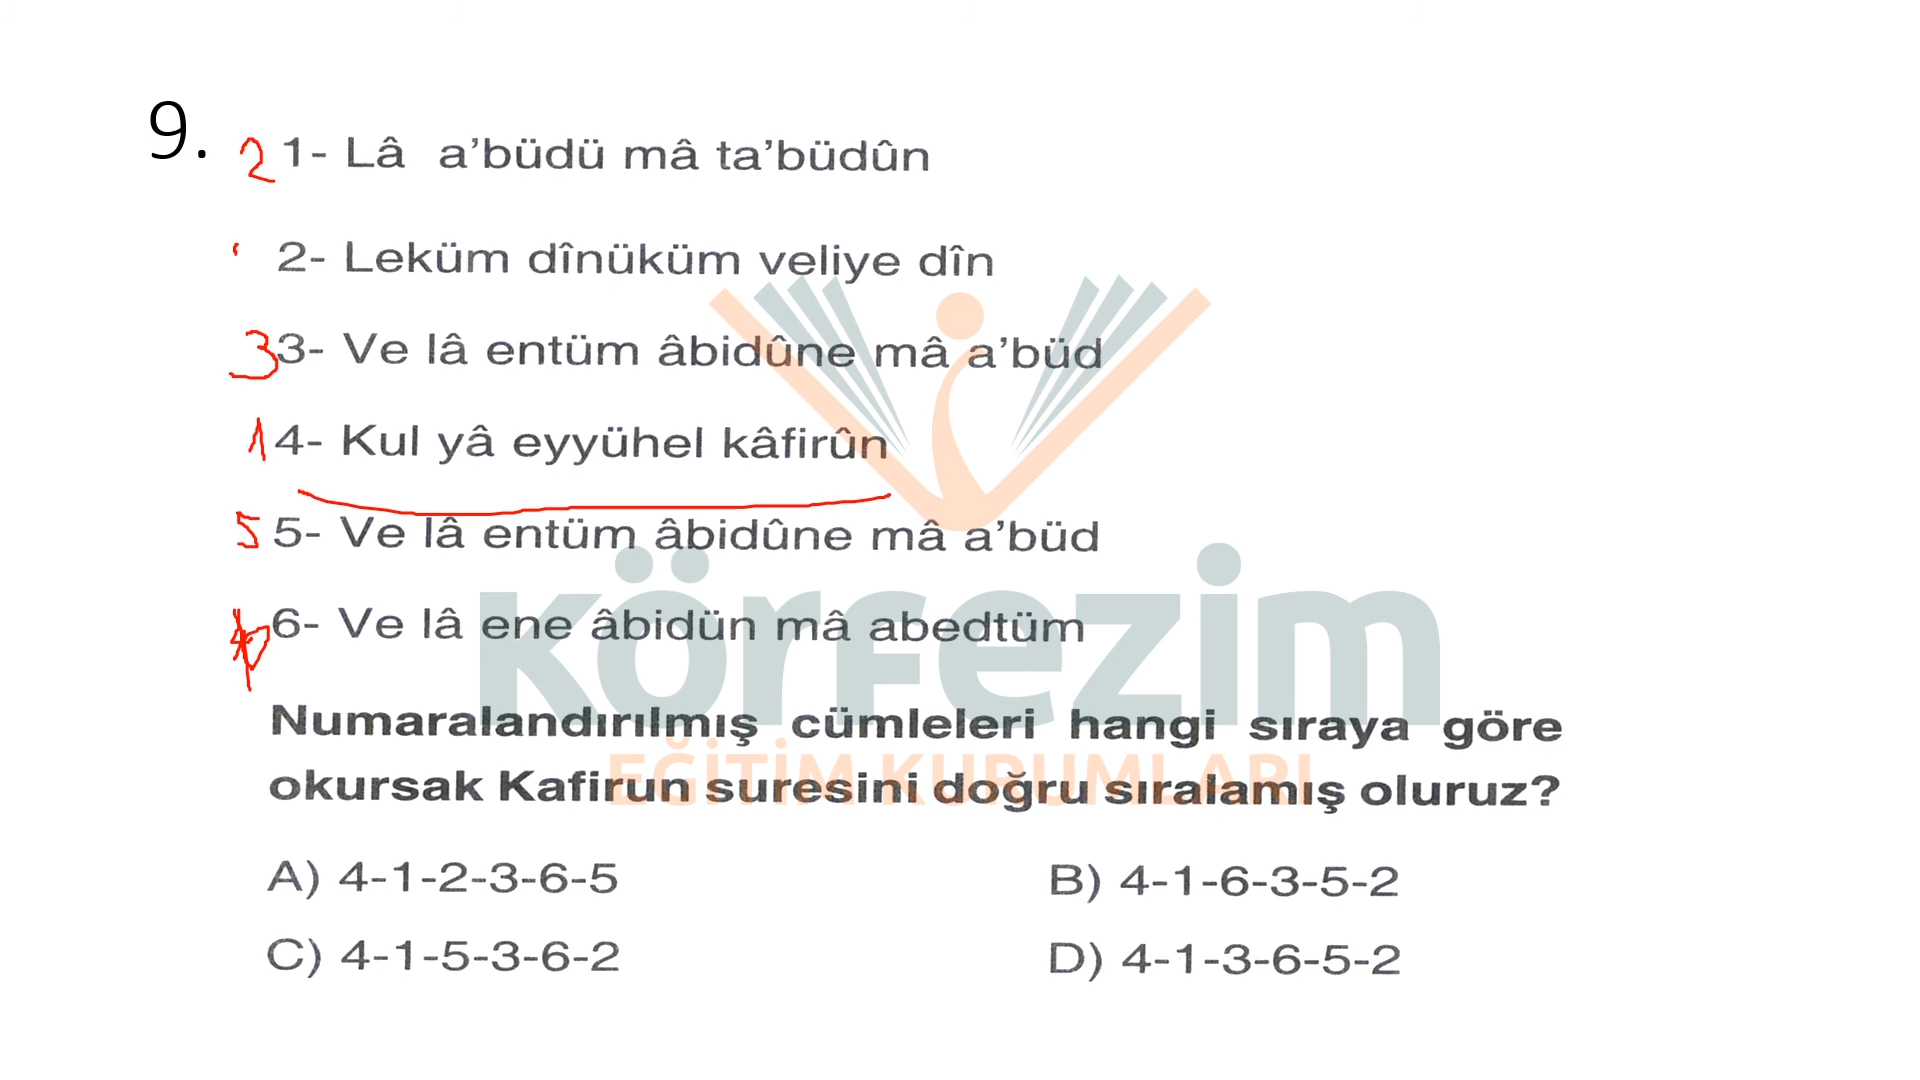 9.
2 1- Lâ a’büdü mâ ta’büdûn
2- Leküm dînüküm veliye dîn
3 3- Ve lâ entüm âbidûne mâ a’büd
1 4- Kul yâ eyyühel kâfirûn
5 5- Ve lâ entüm âbidûne mâ a’büd
6- Ve lâ ene âbidün mâ abedtüm
körfezim
EĞİTİM KURUMLARI
Numaralandırılmış cümleleri hangi sıraya göre
okursak Kafirun suresini doğru sıralamış oluruz?
A) 4-1-2-3-6-5
B) 4-1-6-3-5-2
C) 4-1-5-3-6-2
D) 4-1-3-6-5-2